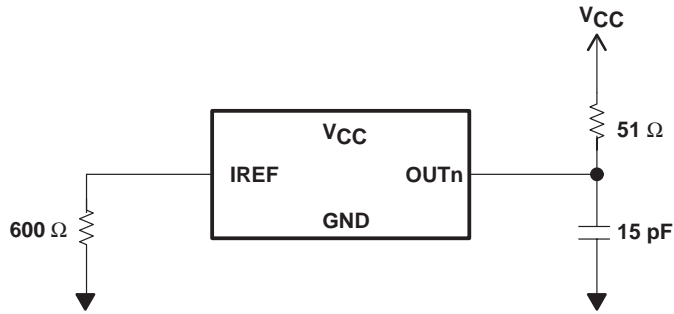 VCC
51 Ω
VCC
IREF
OUTn
600 Ω
GND
15 pF